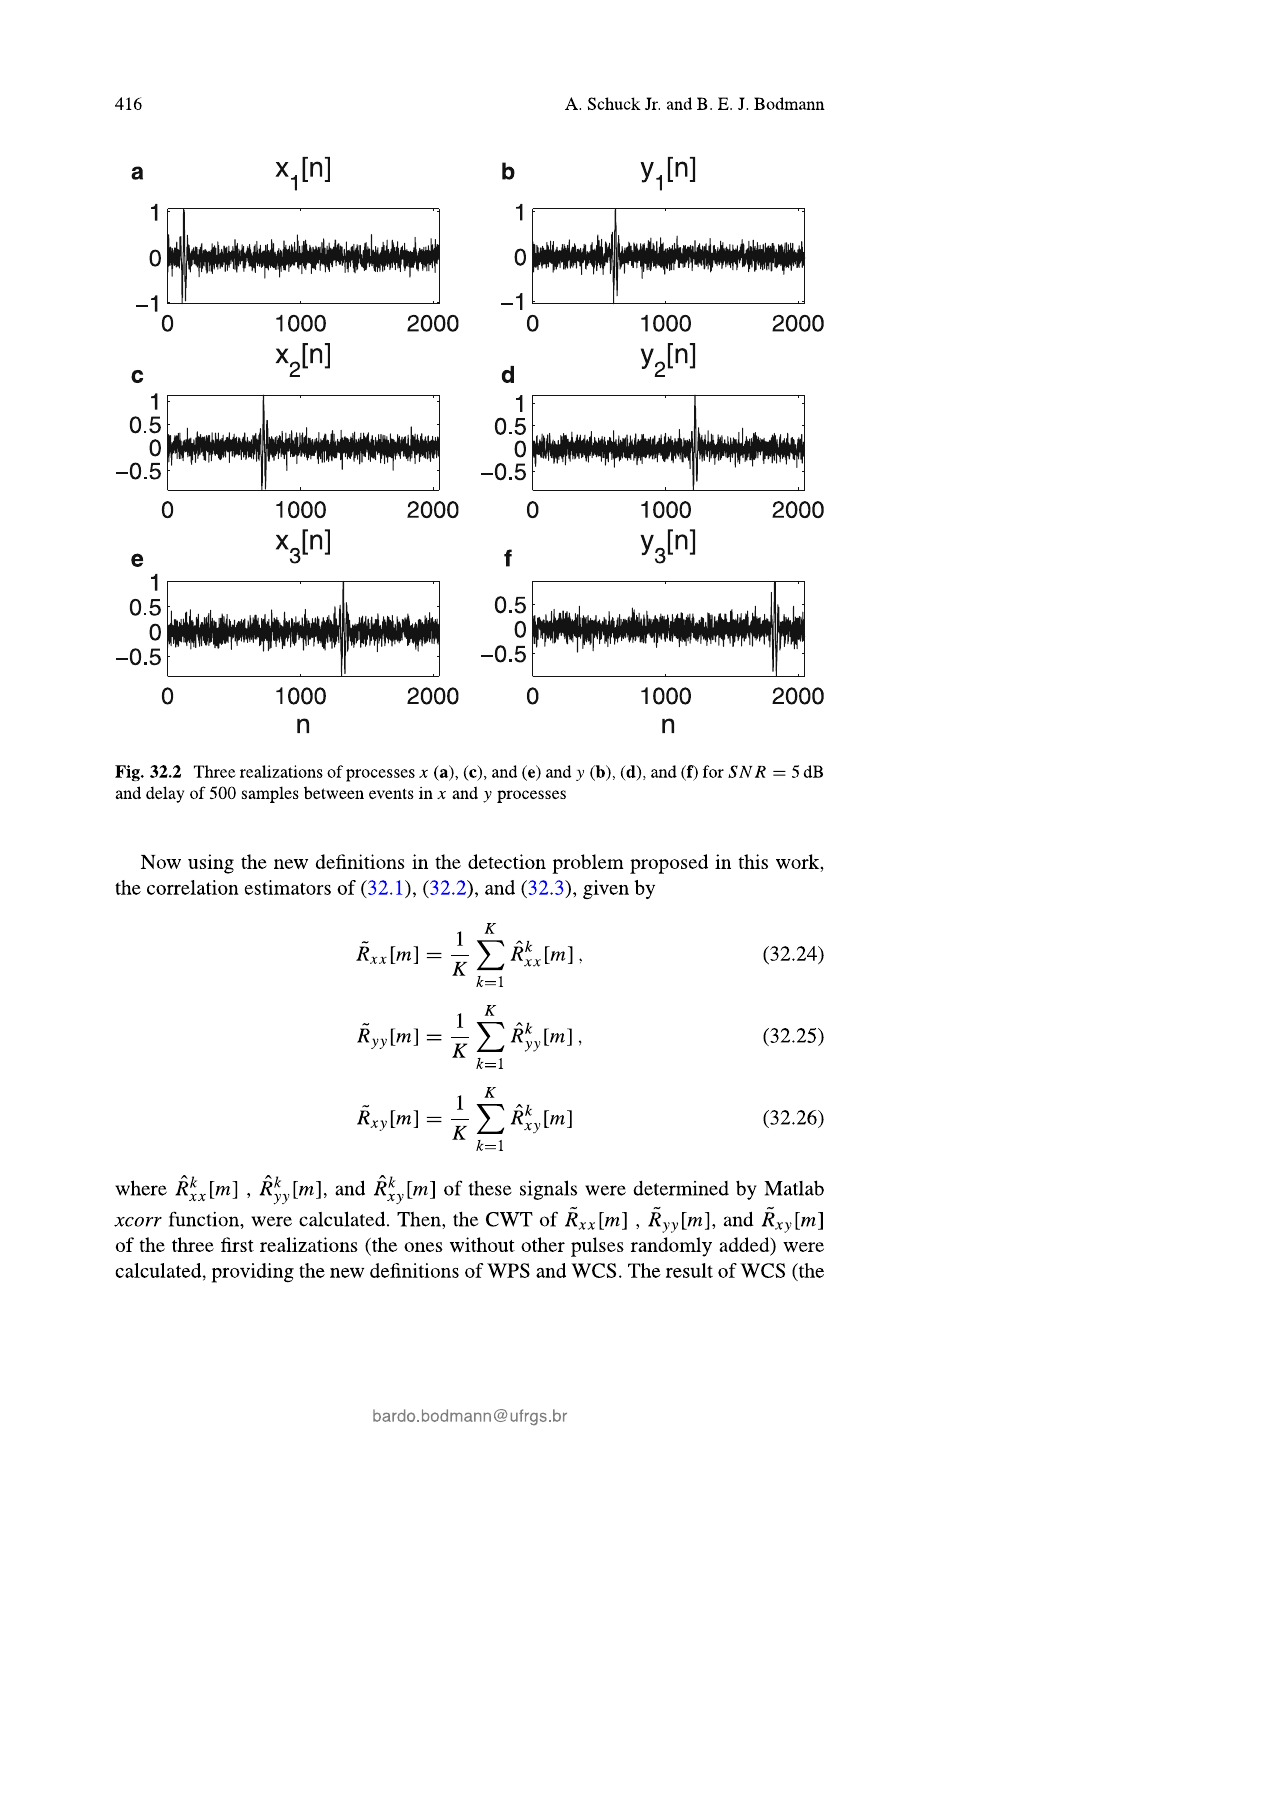 416 A. Schuck Jr. and B. E. J. Bodmann
a x₁[n] b y₁[n]
1 1
0 0
−1 −1
0 1000 2000 0 1000 2000
x₂[n] y₂[n]
c d
1 1
0.5 0.5
0 0
−0.5 −0.5
0 1000 2000 0 1000 2000
x₃[n] y₃[n]
e f
1
0.5 0.5
0 0
−0.5 −0.5
0 1000 2000 0 1000 2000
n n
Fig. 32.2 Three realizations of processes x (a), (c), and (e) and y (b), (d), and (f) for SNR = 5 dB
and delay of 500 samples between events in x and y processes
Now using the new definitions in the detection problem proposed in this work,
the correlation estimators of (32.1), (32.2), and (32.3), given by
R̃_xx[m] = 1/K ∑_{k=1}^{K} R̂^k_xx[m] , (32.24)
R̃_yy[m] = 1/K ∑_{k=1}^{K} R̂^k_yy[m] , (32.25)
R̃_xy[m] = 1/K ∑_{k=1}^{K} R̂^k_xy[m] (32.26)
where R̂^k_xx[m] , R̂^k_yy[m], and R̂^k_xy[m] of these signals were determined by Matlab
xcorr function, were calculated. Then, the CWT of R̃_xx[m] , R̃_yy[m], and R̃_xy[m]
of the three first realizations (the ones without other pulses randomly added) were
calculated, providing the new definitions of WPS and WCS. The result of WCS (the
bardo.bodmann@ufrgs.br